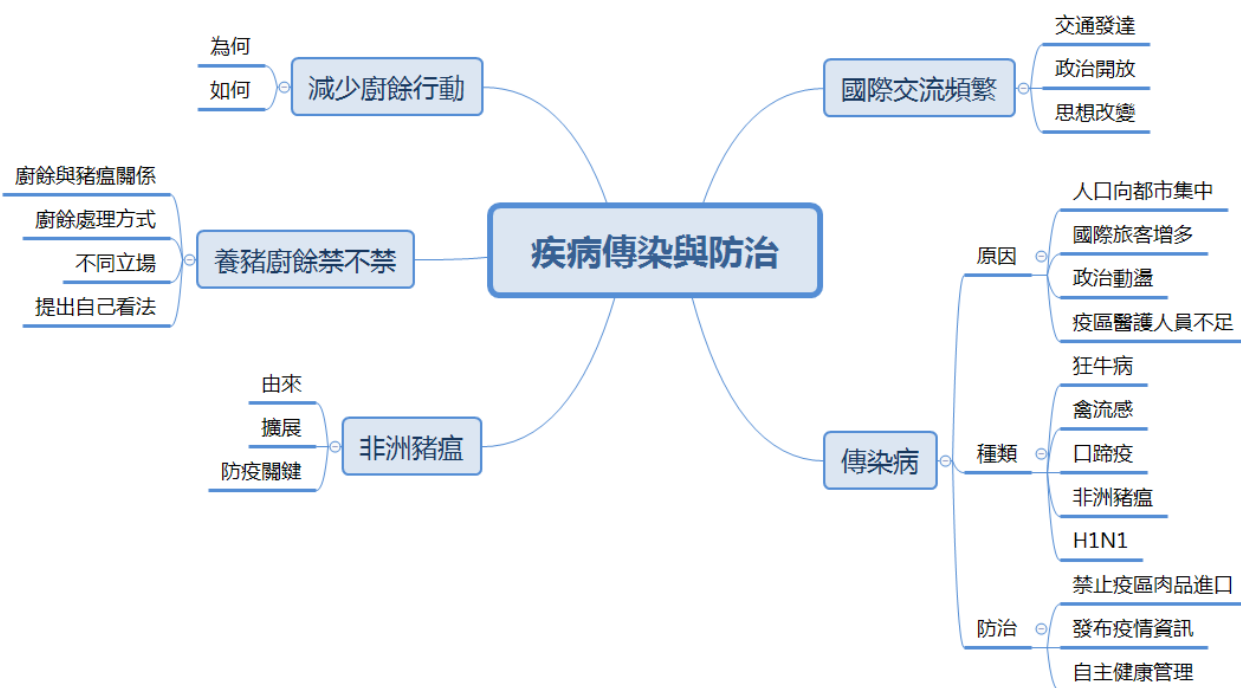 疾病傳染與防治
國際交流頻繁
交通發達
政治開放
思想改變
傳染病
原因
人口向都市集中
國際旅客增多
政治動盪
疫區醫護人員不足
種類
狂牛病
禽流感
口蹄疫
非洲豬瘟
H1N1
防治
禁止疫區肉品進口
發布疫情資訊
自主健康管理
減少廚餘行動
為何
如何
養豬廚餘禁不禁
廚餘與豬瘟關係
廚餘處理方式
不同立場
提出自己看法
非洲豬瘟
由來
擴展
防疫關鍵